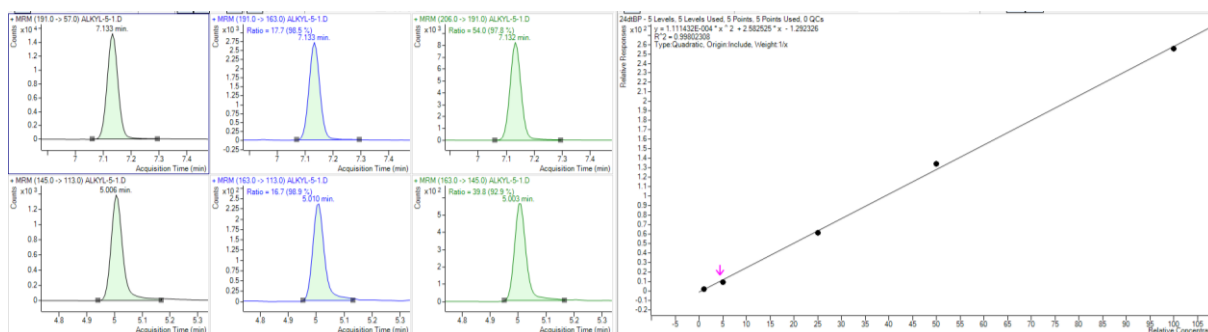 + MRM (191.0 -> 57.0) ALKYL-5-1.D
Counts
x10 4
7.133 min.
1.4
1.2
1
0.8
0.6
0.4
0.2
0
7 7.1 7.2 7.3 7.4
Acquisition Time (min)
+ MRM (191.0 -> 163.0) ALKYL-5-1.D
Counts
x10 3
Ratio = 17.7 (98.5 %)
7.133 min.
2.75
2.5
2.25
2
1.75
1.5
1.25
1
0.75
0.5
0.25
0
-0.25
7 7.1 7.2 7.3 7.4
Acquisition Time (min)
+ MRM (206.0 -> 191.0) ALKYL-5-1.D
Counts
x10 3
Ratio = 54.0 (97.8 %)
7.132 min.
8
7
6
5
4
3
2
1
0
7 7.1 7.2 7.3 7.4
Acquisition Time (min)
+ MRM (145.0 -> 113.0) ALKYL-5-1.D
Counts
x10 3
5.006 min.
1.2
1
0.8
0.6
0.4
0.2
0
4.8 4.9 5 5.1 5.2 5.3
Acquisition Time (min)
+ MRM (163.0 -> 113.0) ALKYL-5-1.D
Counts
x10 2
Ratio = 16.7 (98.9 %)
5.010 min.
2.5
2.25
2
1.75
1.5
1.25
1
0.75
0.5
0.25
0
4.8 4.9 5 5.1 5.2 5.3
Acquisition Time (min)
+ MRM (163.0 -> 145.0) ALKYL-5-1.D
Counts
x10 2
Ratio = 39.8 (92.9 %)
5.003 min.
6
4
2
0
4.8 4.9 5 5.1 5.2 5.3
Acquisition Time (min)
24dtBP - 5 Levels, 5 Levels Used, 5 Points, 5 Points Used, 0 QCs
Relative Responses
x10 2
y = 1.111432E-004 * x ^ 2 + 2.582525 * x - 1.292326
R^2 = 0.99802308
Type:Quadratic, Origin:Include, Weight:1/x
2.6
2.5
2.4
2.3
2.2
2.1
2
1.9
1.8
1.7
1.6
1.5
1.4
1.3
1.2
1.1
1
0.9
0.8
0.7
0.6
0.5
0.4
0.3
0.2
0.1
0
-0.1
-0.2
-5 0 5 10 15 20 25 30 35 40 45 50 55 60 65 70 75 80 85 90 95 100 105